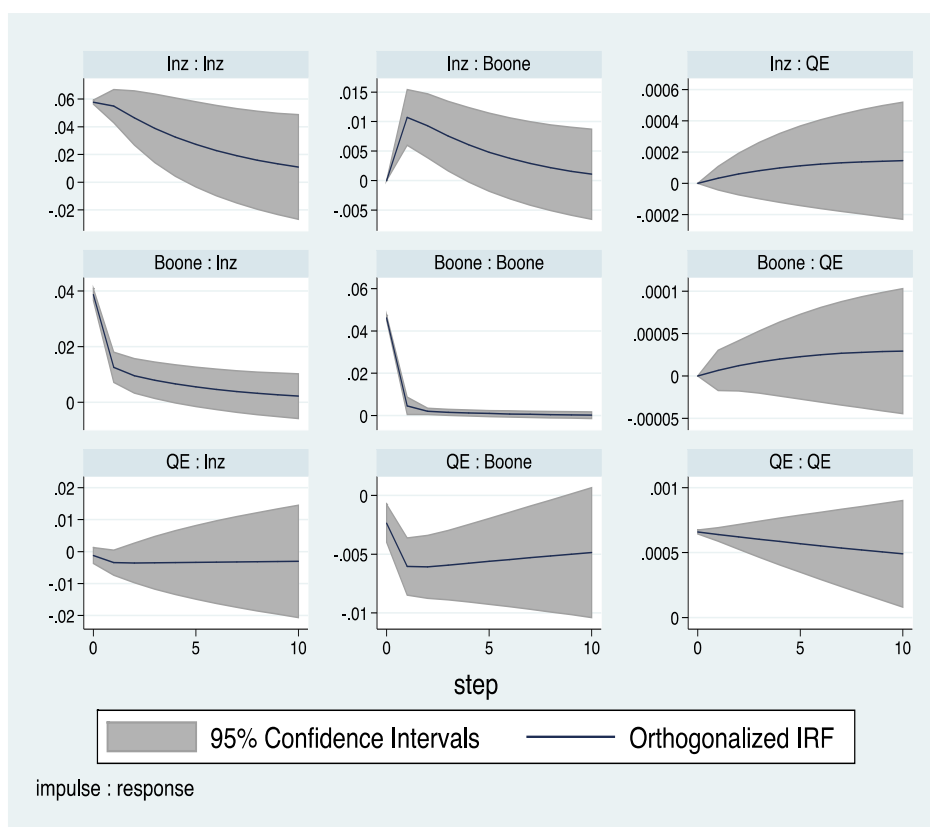 lnz : lnz
lnz : Boone
lnz : QE
.06
.04
.02
0
-.02
.015
.01
.005
0
-.005
.0006
.0004
.0002
0
-.0002
Boone : lnz
Boone : Boone
Boone : QE
.04
.02
0
.06
.04
.02
0
.0001
.00005
0
-.00005
QE : lnz
QE : Boone
QE : QE
.02
.01
0
-.01
-.02
0
-.005
-.01
.001
.0005
0
0 5 10
0 5 10
0 5 10
step
95% Confidence Intervals
Orthogonalized IRF
impulse : response